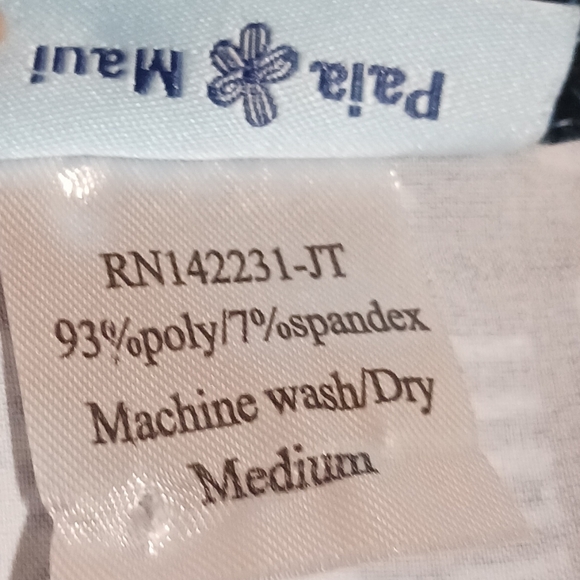 Paia Maui
RN142231-JT
93%poly/7%spandex
Machine wash/Dry
Medium